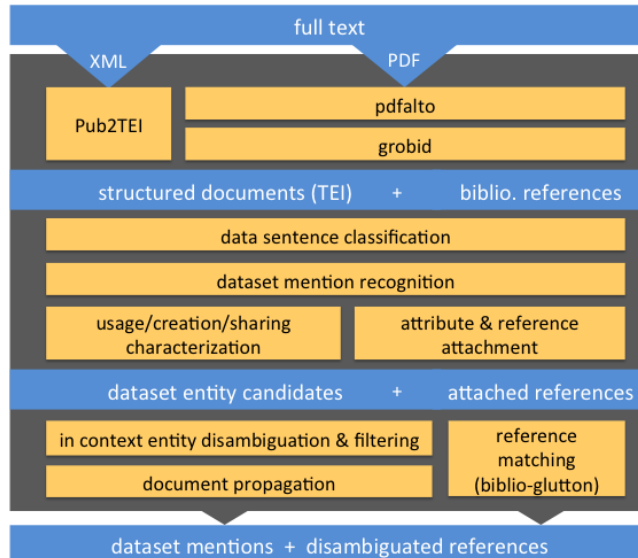 full text
XML
PDF
Pub2TEI
pdfalto
grobid
structured documents (TEI) + biblio. references
data sentence classification
dataset mention recognition
usage/creation/sharing
characterization
attribute & reference
attachment
dataset entity candidates + attached references
in context entity disambiguation & filtering
document propagation
reference
matching
(biblio-glutton)
dataset mentions + disambiguated references